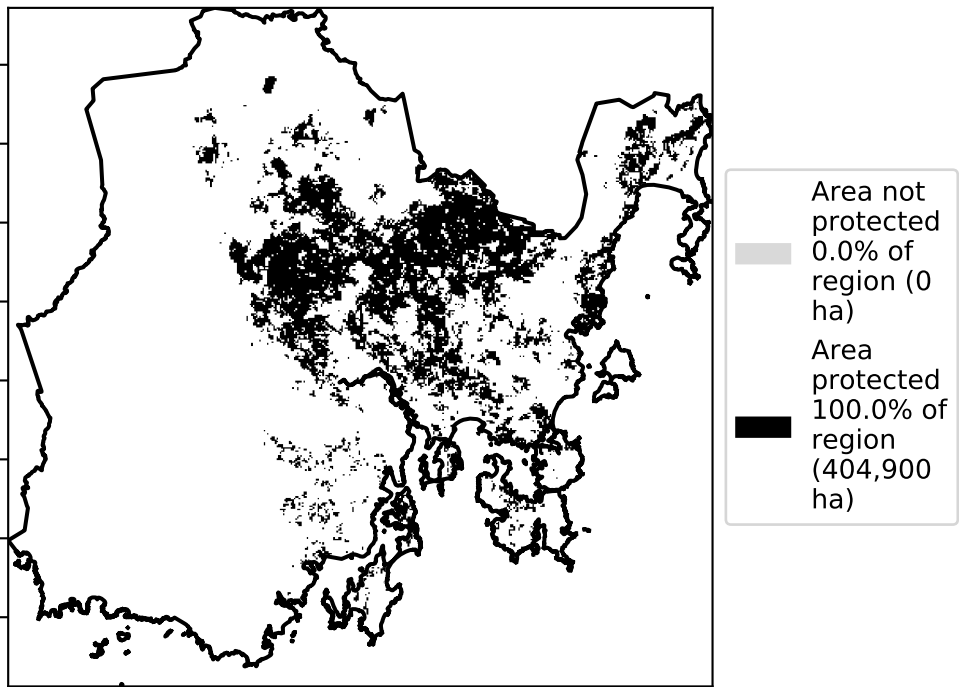 Area not
protected
0.0% of
region (0
ha)
Area
protected
100.0% of
region
(404,900
ha)